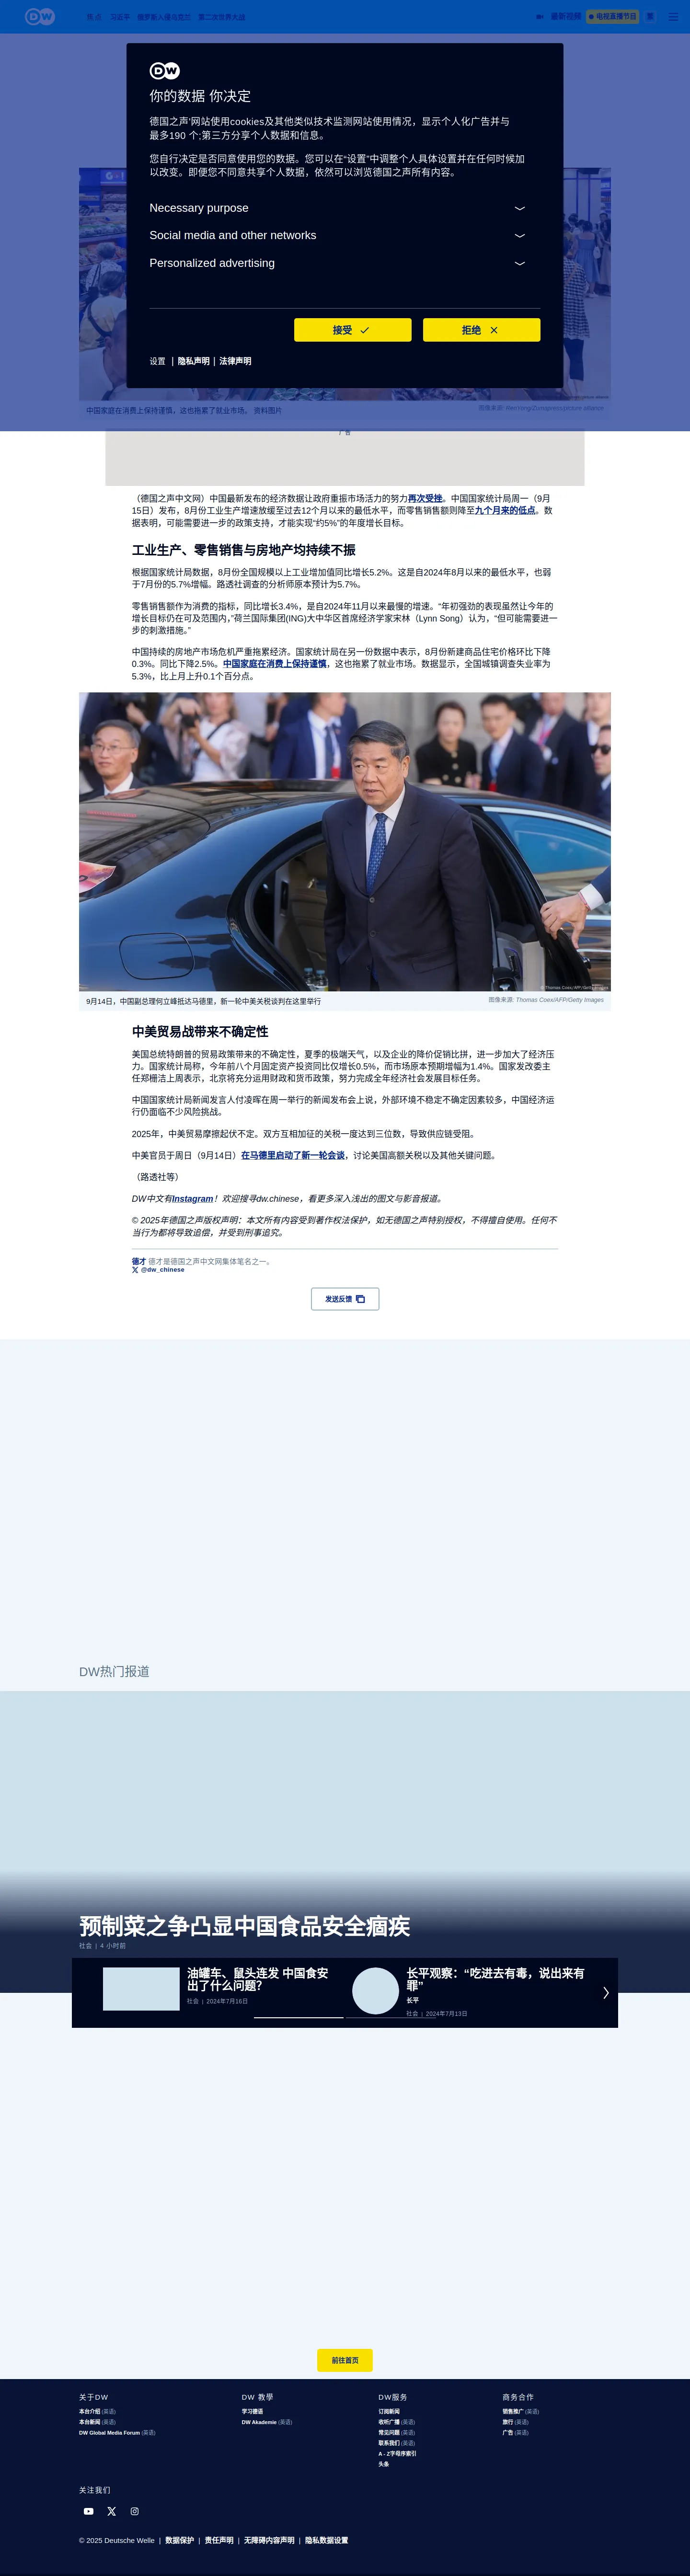 DW
热点 习近平 俄罗斯入侵乌克兰 第二次世界大战
最新视频 电视直播节目 繁
DW
你的数据 你决定
德国之声'网站使用cookies及其他类似技术监测网站使用情况，显示个人化广告并与
最多190 个;第三方分享个人数据和信息。
您自行决定是否同意使用您的数据。您可以在“设置”中调整个人具体设置并在任何时候加
以改变。即便您不同意共享个人数据，依然可以浏览德国之声所有内容。
Necessary purpose
Social media and other networks
Personalized advertising
接受 拒绝
设置 | 隐私声明 | 法律声明
中国家庭在消费上保持谨慎，这也拖累了就业市场。 资料图片
广告
（德国之声中文网）中国最新发布的经济数据让政府重振市场活力的努力再次受挫。中国国家统计局周一（9月
15日）发布，8月份工业生产增速放缓至过去12个月以来的最低水平，而零售销售额则降至九个月来的低点。数
据表明，可能需要进一步的政策支持，才能实现“约5%”的年度增长目标。
工业生产、零售销售与房地产均持续不振
根据国家统计局数据，8月份全国规模以上工业增加值同比增长5.2%。这是自2024年8月以来的最低水平，也弱
于7月份的5.7%增幅。路透社调查的分析师原本预计为5.7%。
零售销售额作为消费的指标，同比增长3.4%，是自2024年11月以来最慢的增速。“年初强劲的表现虽然让今年的
增长目标仍在可及范围内，”荷兰国际集团(ING)大中华区首席经济学家宋林（Lynn Song）认为，“但可能需要进一
步的刺激措施。”
中国持续的房地产市场危机严重拖累经济。国家统计局在另一份数据中表示，8月份新建商品住宅价格环比下降
0.3%。同比下降2.5%。中国家庭在消费上保持谨慎，这也拖累了就业市场。数据显示，全国城镇调查失业率为
5.3%，比上月上升0.1个百分点。
© Thomas Coex/AFP/Getty Images
9月14日，中国副总理何立峰抵达马德里，新一轮中美关税谈判在这里举行
图像来源: Thomas Coex/AFP/Getty Images
中美贸易战带来不确定性
美国总统特朗普的贸易政策带来的不确定性，夏季的极端天气，以及企业的降价促销比拼，进一步加大了经济压
力。国家统计局称，今年前八个月固定资产投资同比仅增长0.5%，而市场原本预期增幅为1.4%。国家发改委主
任郑栅洁上周表示，北京将充分运用财政和货币政策，努力完成全年经济社会发展目标任务。
中国国家统计局新闻发言人付凌晖在周一举行的新闻发布会上说，外部环境不稳定不确定因素较多，中国经济运
行仍面临不少风险挑战。
2025年，中美贸易摩擦起伏不定。双方互相加征的关税一度达到三位数，导致供应链受阻。
中美官员于周日（9月14日）在马德里启动了新一轮会谈，讨论美国高额关税以及其他关键问题。
（路透社等）
DW中文有Instagram！欢迎搜寻dw.chinese，看更多深入浅出的图文与影音报道。
© 2025年德国之声版权声明：本文所有内容受到著作权法保护，如无德国之声特别授权，不得擅自使用。任何不
当行为都将导致追偿，并受到刑事追究。
德才 德才是德国之声中文网集体笔名之一。
@dw_chinese
发送反馈
DW热门报道
预制菜之争凸显中国食品安全痼疾
社会 | 4 小时前
油罐车、鼠头连发 中国食安
出了什么问题？
社会 | 2024年7月16日
长平观察：“吃进去有毒，说出来有
罪”
长平
社会 | 2024年7月13日
前往首页
关于DW
本台介绍 (英语)
本台新闻 (英语)
DW Global Media Forum (英语)
DW 教學
学习德语
DW Akademie (英语)
DW服务
订阅新闻
收听广播 (英语)
常见问题 (英语)
联系我们 (英语)
A - Z字母序索引
头条
商务合作
销售推广 (英语)
旅行 (英语)
广告 (英语)
关注我们
© 2025 Deutsche Welle | 数据保护 | 责任声明 | 无障碍内容声明 | 隐私数据设置